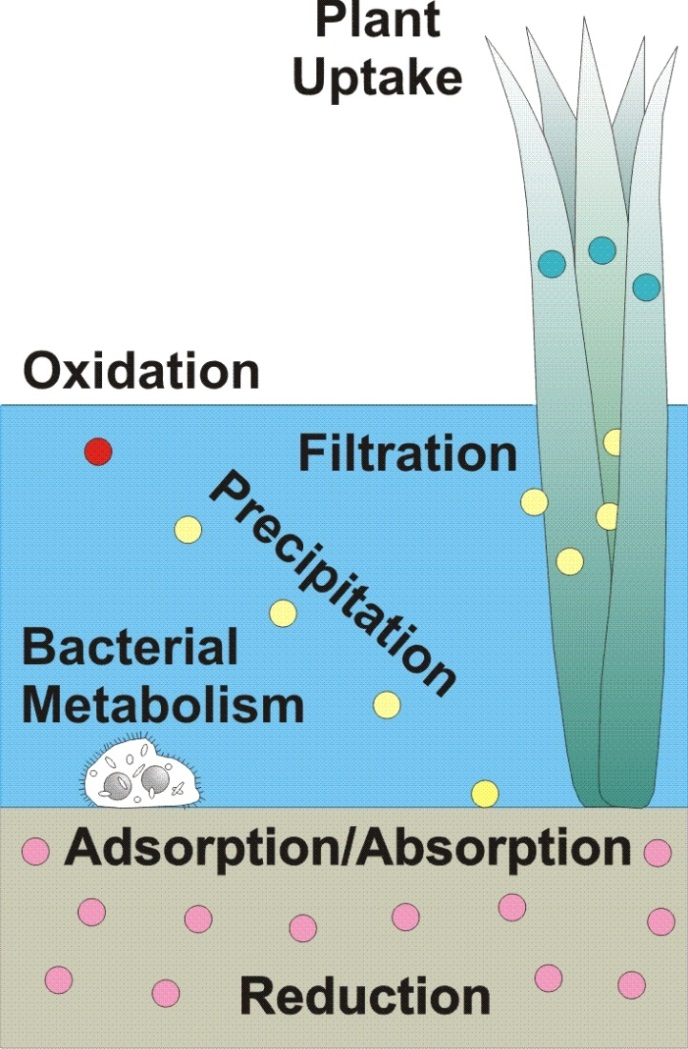 Plant
Uptake
Oxidation
Filtration
Precipitation
Bacterial
Metabolism
Adsorption/Absorption
Reduction